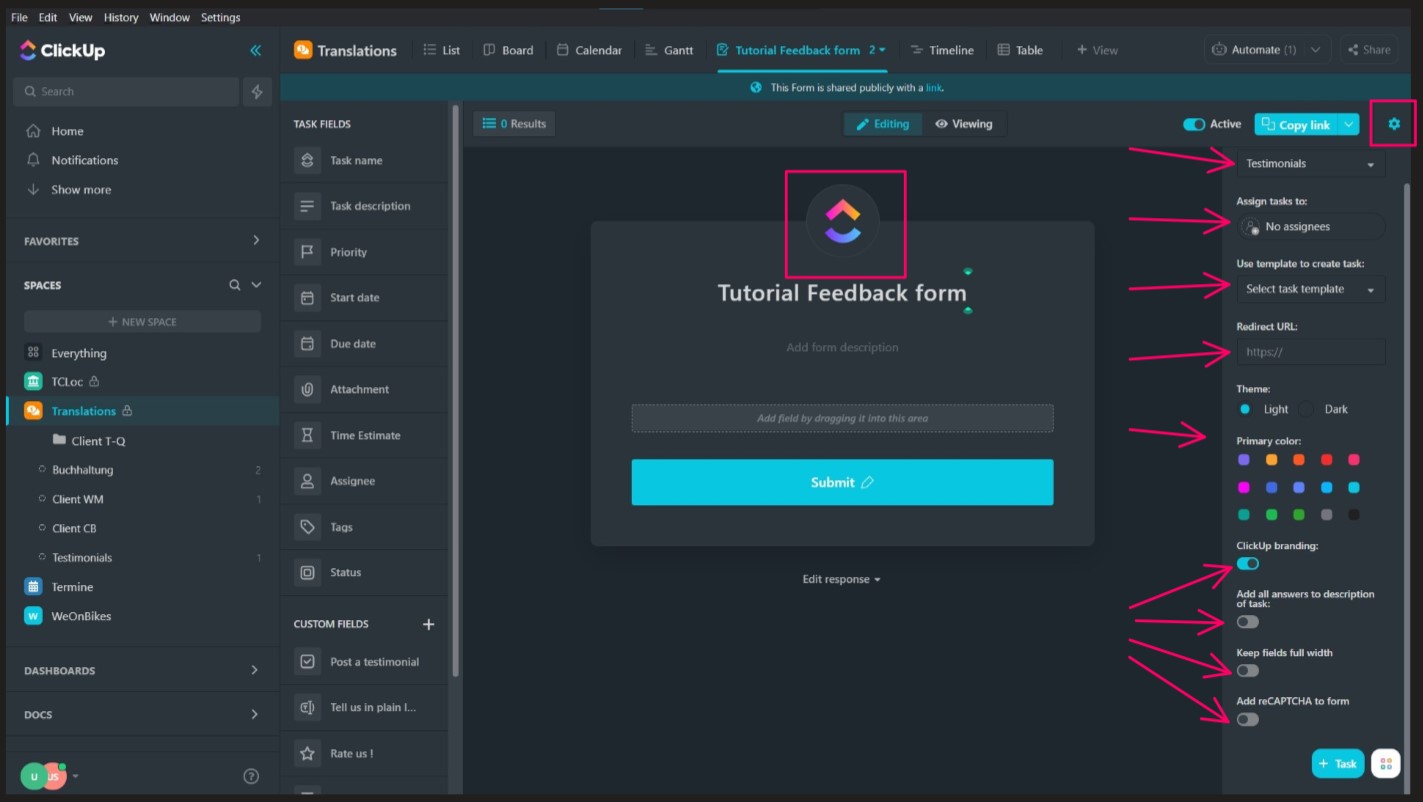 File Edit View History Window Settings
ClickUp
Translations
List
Board
Calendar
Gantt
Tutorial Feedback form 2
Timeline
Table
+ View
Automate (1)
Share
This Form is shared publicly with a link.
Search
Home
Notifications
Show more
FAVORITES
SPACES
+ NEW SPACE
Everything
TCLoc
Translations
Client T-Q
Buchhaltung 2
Client WM 1
Client CB
Testimonials 1
Termine
W WeOnBikes
DASHBOARDS
DOCS
U US
?
TASK FIELDS
Task name
Task description
Priority
Start date
Due date
Attachment
Time Estimate
Assignee
Tags
Status
CUSTOM FIELDS +
Post a testimonial
Tell us in plain l...
Rate us !
0 Results
Editing
Viewing
Active
Copy link
Tutorial Feedback form
Add form description
Add field by dragging it into this area
Submit
Edit response
Testimonials
Assign tasks to:
No assignees
Use template to create task:
Select task template
Redirect URL:
https://
Theme:
Light Dark
Primary color:
ClickUp branding:
Add all answers to description
of task:
Keep fields full width
Add reCAPTCHA to form
+ Task